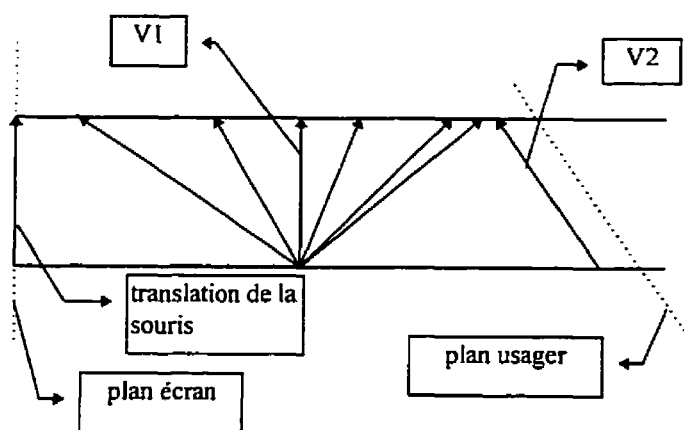 V1
V2
translation de la
souris
plan usager
plan écran